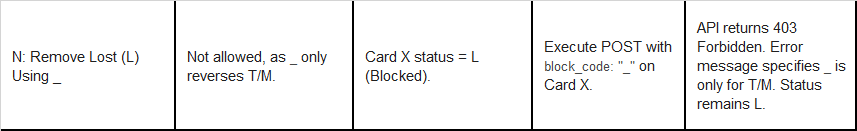 N: Remove Lost (L)
Using _
Not allowed, as _ only
reverses T/M.
Card X status = L
(Blocked).
Execute POST with
block_code: "_" on
Card X.
API returns 403
Forbidden. Error
message specifies _ is
only for T/M. Status
remains L.